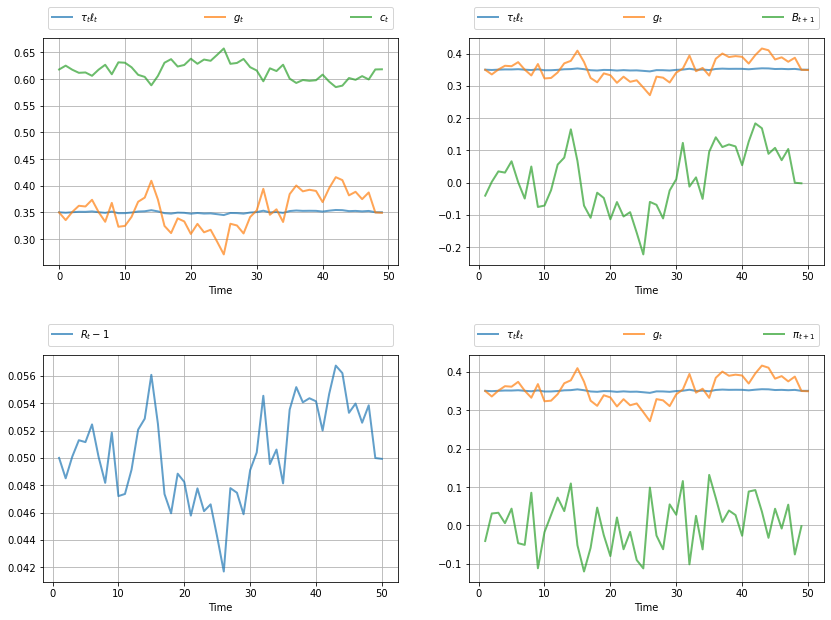 τₜℓₜ gₜ cₜ
0.65
0.60
0.55
0.50
0.45
0.40
0.35
0.30
0 10 20 30 40 50
Time
τₜℓₜ gₜ Bₜ₊₁
0.4
0.3
0.2
0.1
0.0
−0.1
−0.2
0 10 20 30 40 50
Time
Rₜ − 1
0.056
0.054
0.052
0.050
0.048
0.046
0.044
0.042
0 10 20 30 40 50
Time
τₜℓₜ gₜ πₜ₊₁
0.4
0.3
0.2
0.1
0.0
−0.1
0 10 20 30 40 50
Time